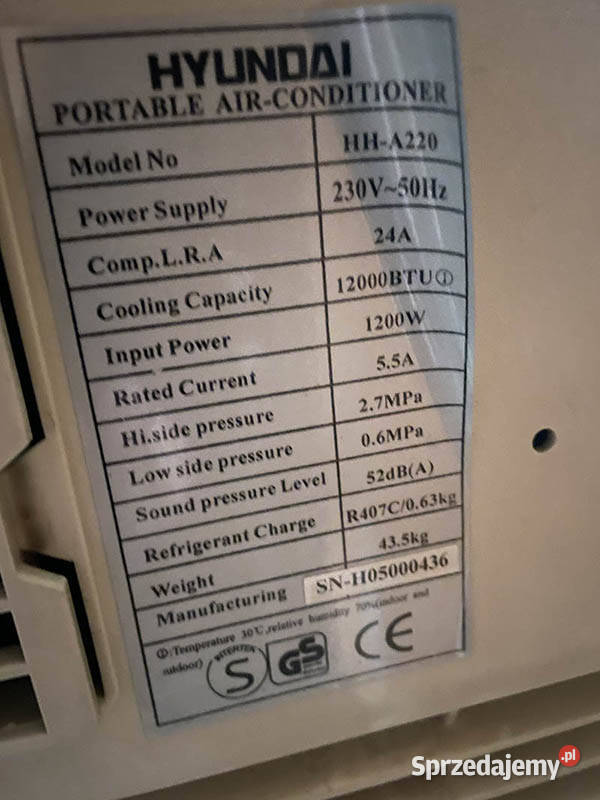 HYUNDAI
PORTABLE AIR-CONDITIONER
Model No HH-A220
Power Supply 230V~50Hz
Comp.L.R.A 24A
Cooling Capacity 12000BTU①
Input Power 1200W
Rated Current 5.5A
Hi.side pressure 2.7MPa
Low side pressure 0.6MPa
Sound pressure Level 52dB(A)
Refrigerant Charge R407C/0.63kg
Weight 43.5kg
Manufacturing SN-H05000436
①:Temperature 30℃,relative humidity 70%(indoor and
outdoor)
INTERTEK
S
GS
CE
Sprzedajemy.pl